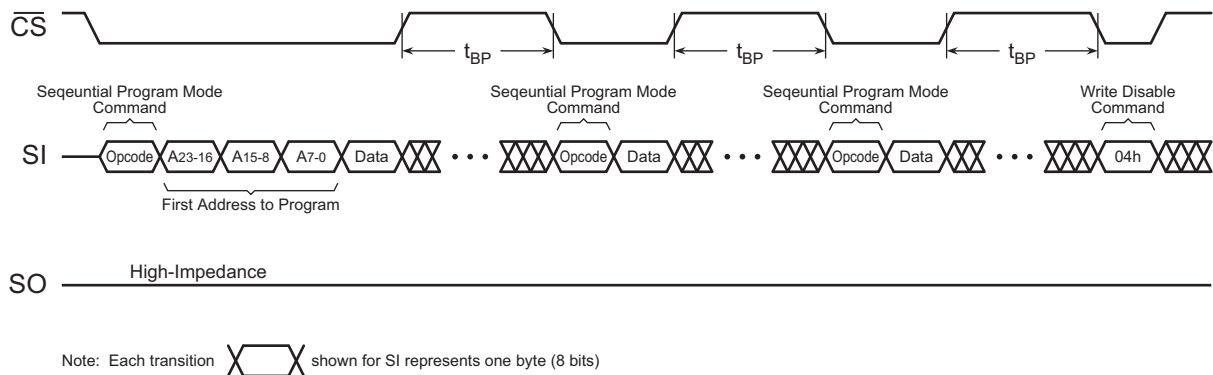 CS
tBP tBP tBP
Seqeuntial Program Mode Command Seqeuntial Program Mode Command Seqeuntial Program Mode Command Write Disable Command
SI Opcode A23-16 A15-8 A7-0 Data • • • Opcode Data • • • Opcode Data • • • 04h
First Address to Program
High-Impedance
SO
Note: Each transition shown for SI represents one byte (8 bits)